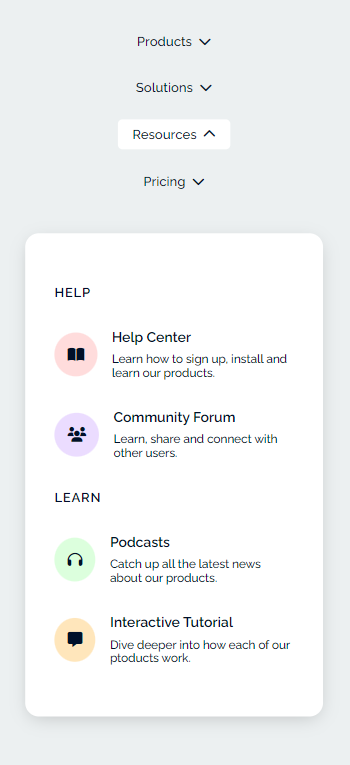 Products
Solutions
Resources
Pricing
HELP
Help Center
Learn how to sign up, install and
learn our products.
Community Forum
Learn, share and connect with
other users.
LEARN
Podcasts
Catch up all the latest news
about our products.
Interactive Tutorial
Dive deeper into how each of our
ptoducts work.